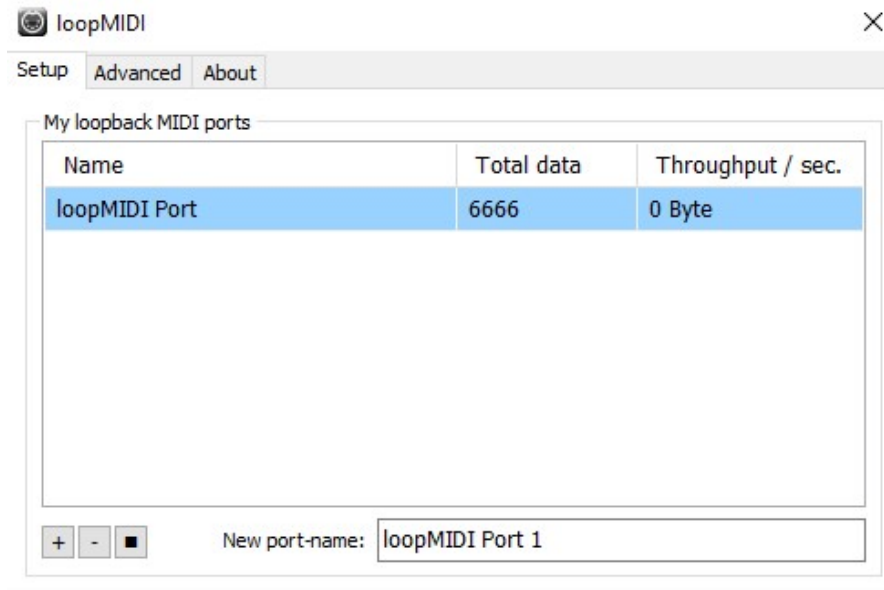 loopMIDI
Setup Advanced About
My loopback MIDI ports
Name Total data Throughput / sec.
loopMIDI Port 6666 0 Byte
+ - ■ New port-name: loopMIDI Port 1